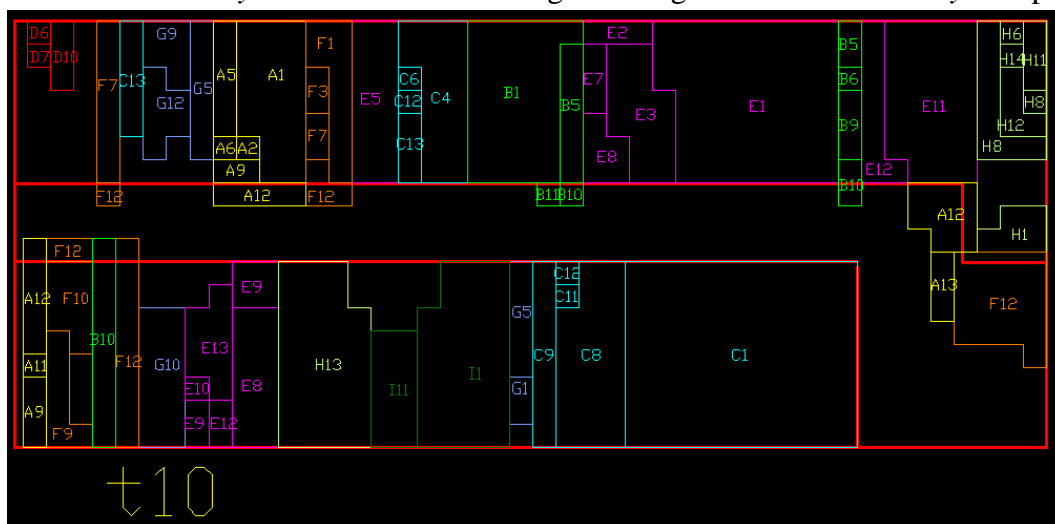 D6 G9 F1 E2 H6
D7 D10 B5 H14 H11
F7 C13 G5 A5 A1 C6 B1 E7 B6
G12 F3 E5 C12 C4 B5 E3 E1 E11 H8
F7 B9 H12
A6 A2 C13 H8
A9 E8 E12
F12 A12 F12 B11 B10 B10
A12
H1
F12
C12
A12 F10 E9 C11 A13 F12
G5
B10 F12 G10 E13 H13 I11 I1 C9 C8 C1
A11
E10 E8 G1
A9 F9 E9 E12
t10